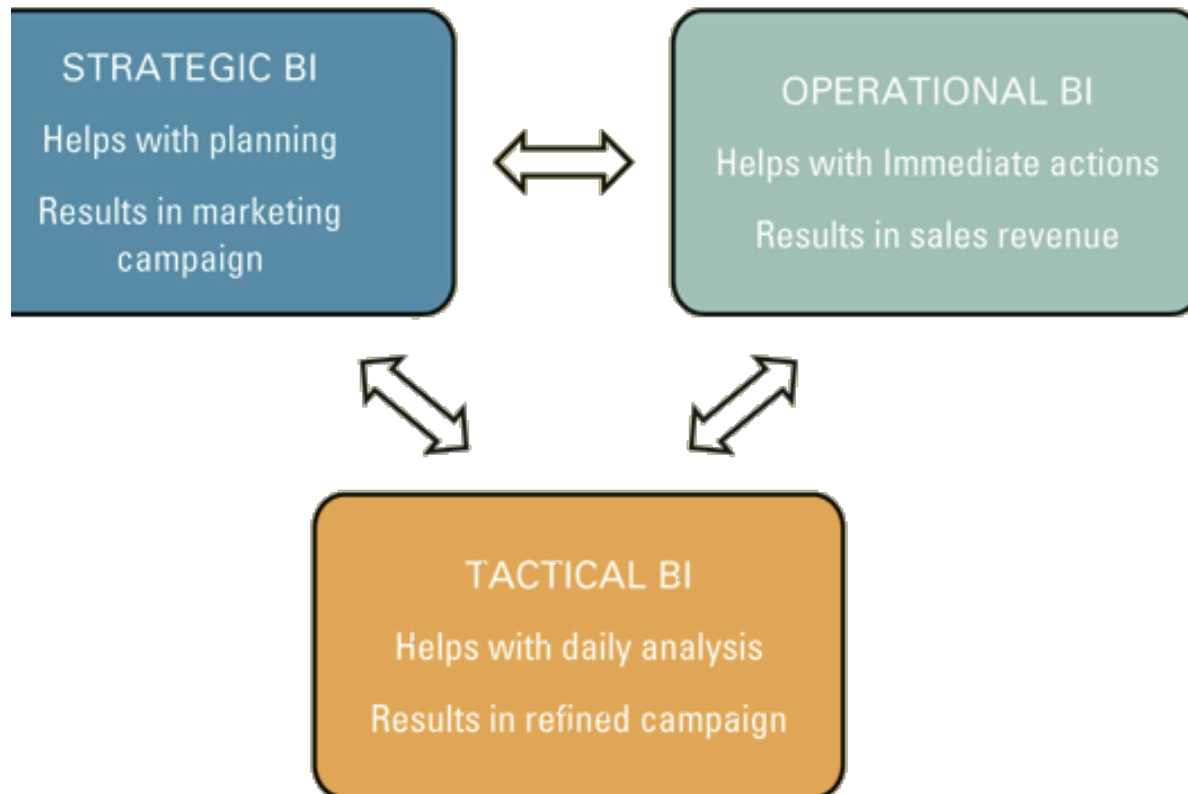 STRATEGIC BI
Helps with planning
Results in marketing
campaign
OPERATIONAL BI
Helps with Immediate actions
Results in sales revenue
TACTICAL BI
Helps with daily analysis
Results in refined campaign